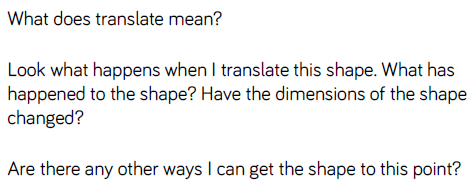 What does translate mean?
Look what happens when I translate this shape. What has
happened to the shape? Have the dimensions of the shape
changed?
Are there any other ways I can get the shape to this point?